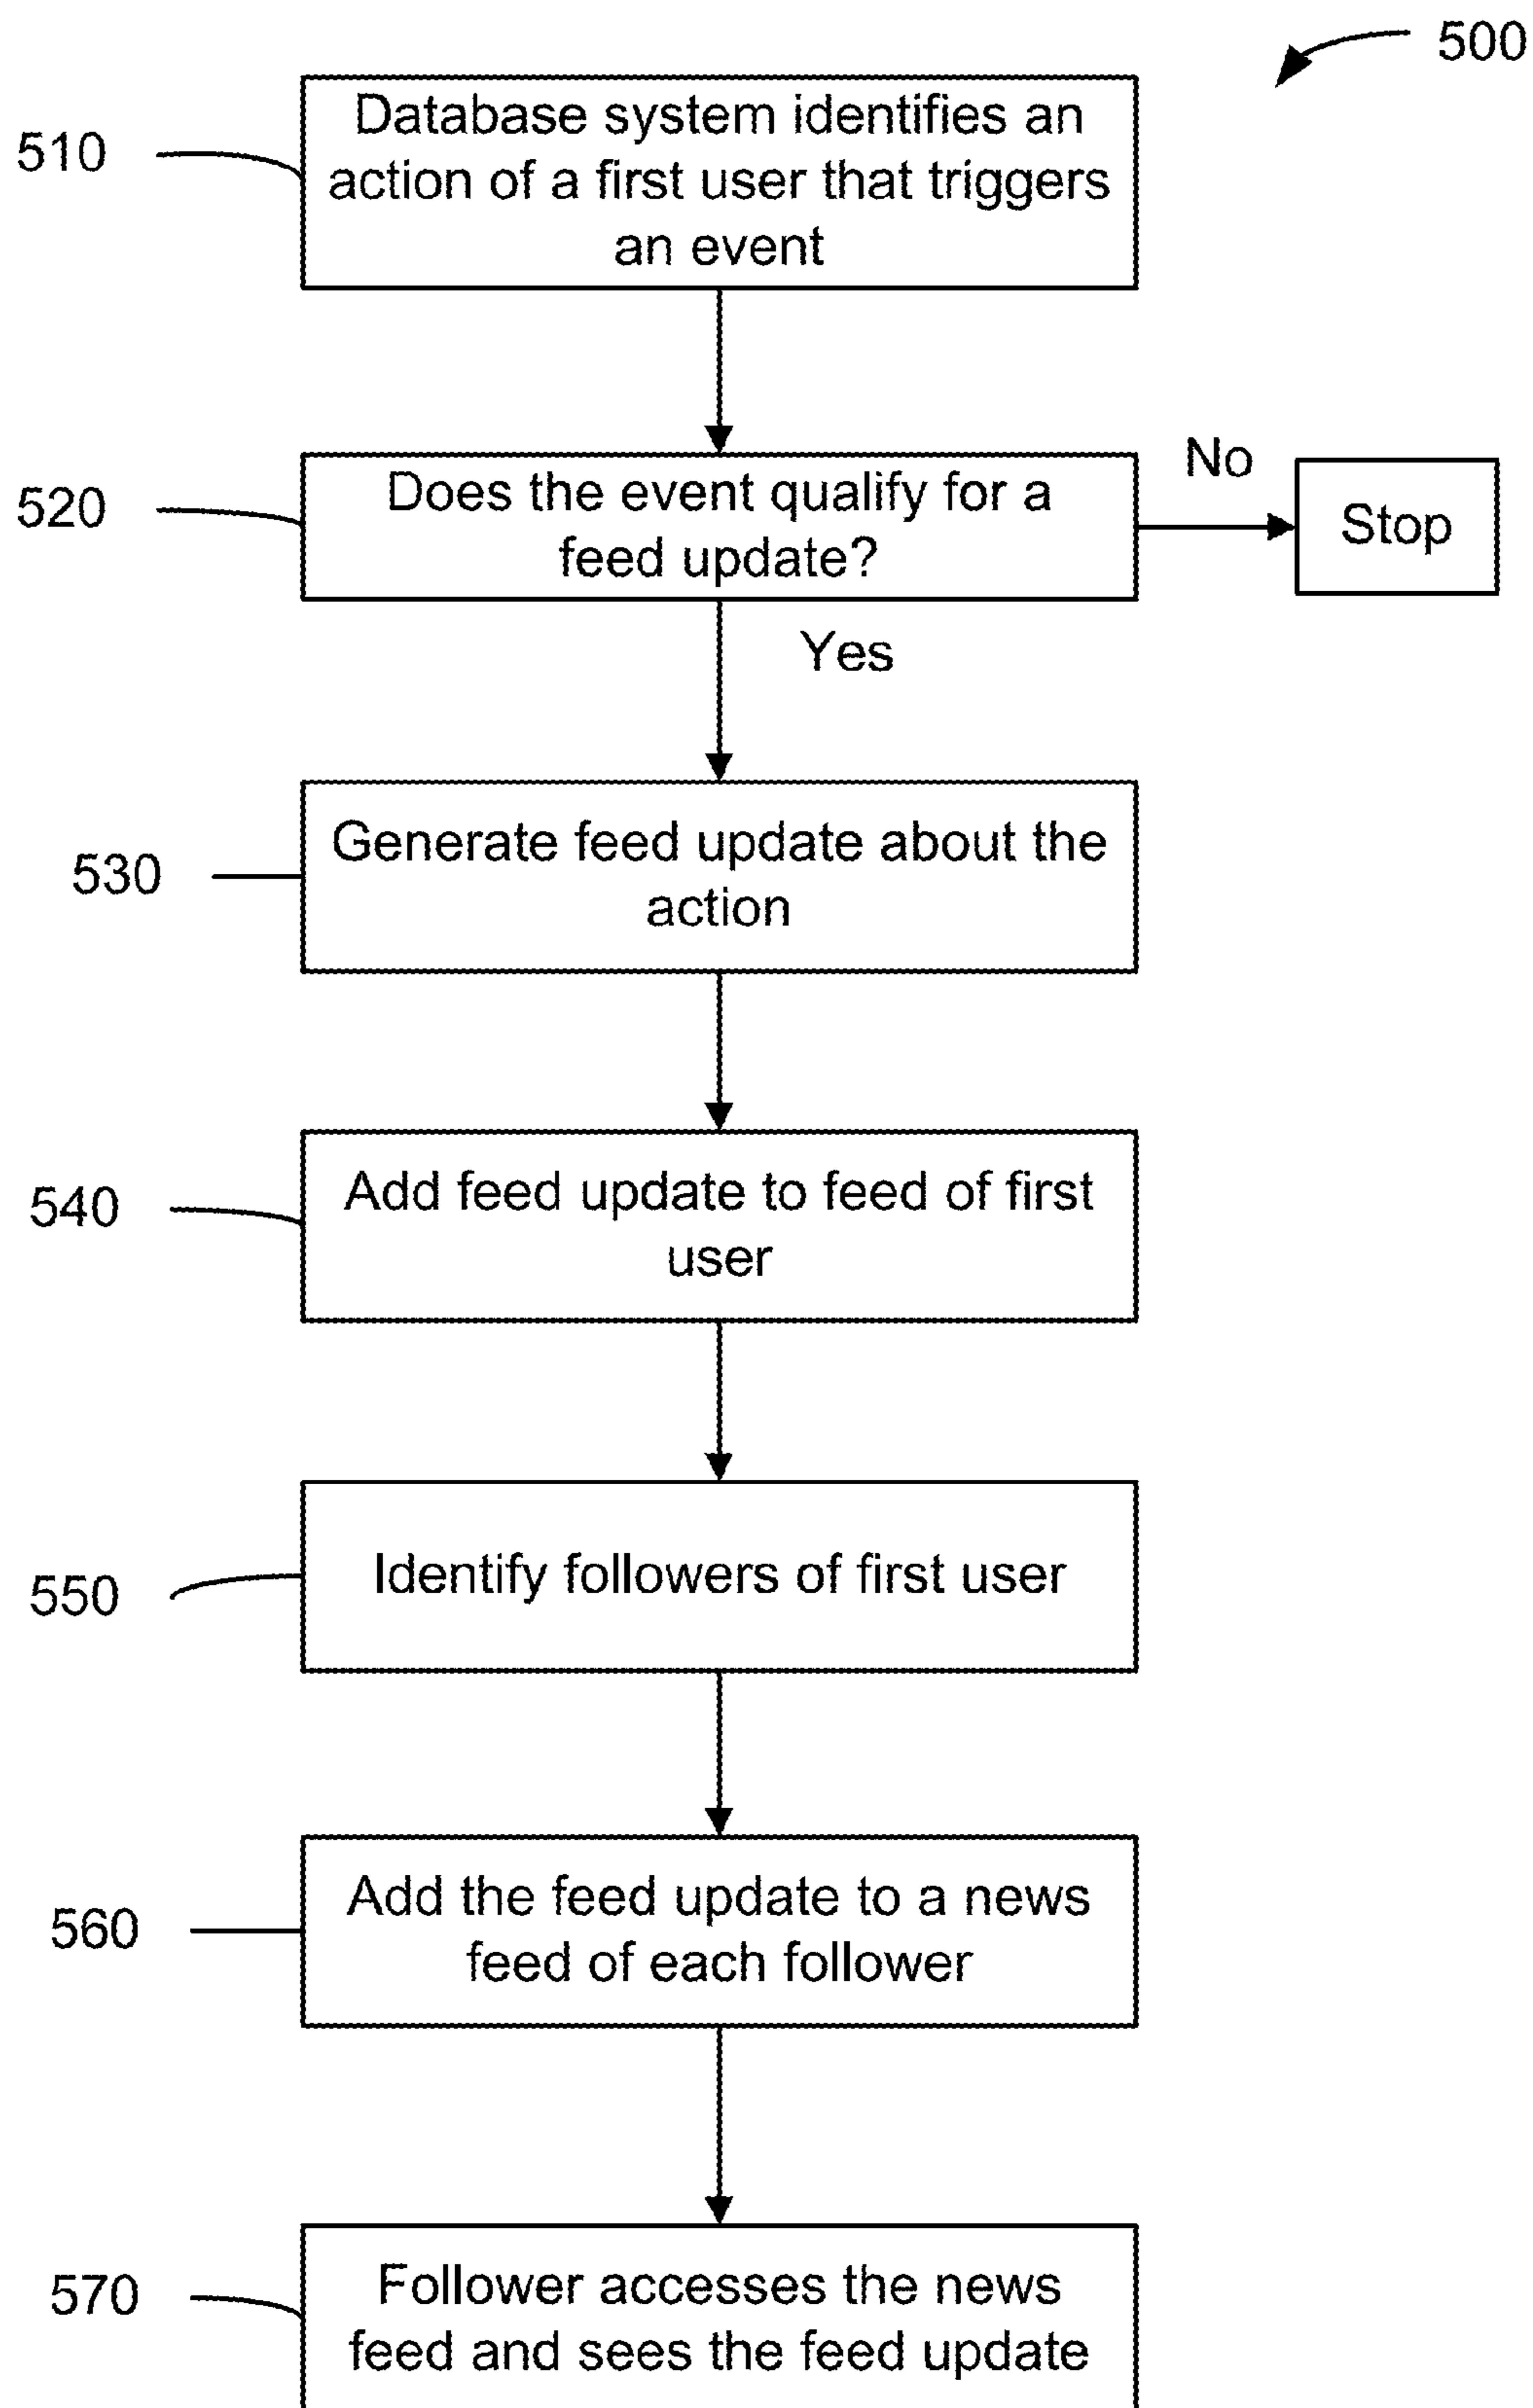 500
510
Database system identifies an
action of a first user that triggers
an event
520
Does the event qualify for a
feed update?
No
Stop
Yes
530
Generate feed update about the
action
540
Add feed update to feed of first
user
550
Identify followers of first user
560
Add the feed update to a news
feed of each follower
570
Follower accesses the news
feed and sees the feed update